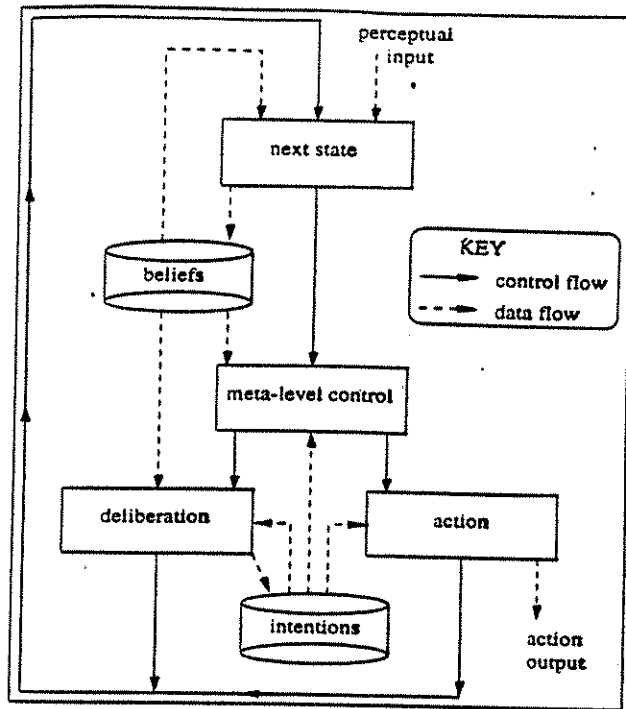 perceptual
input
next state
beliefs
KEY
control flow
data flow
meta-level control
deliberation
action
intentions
action
output